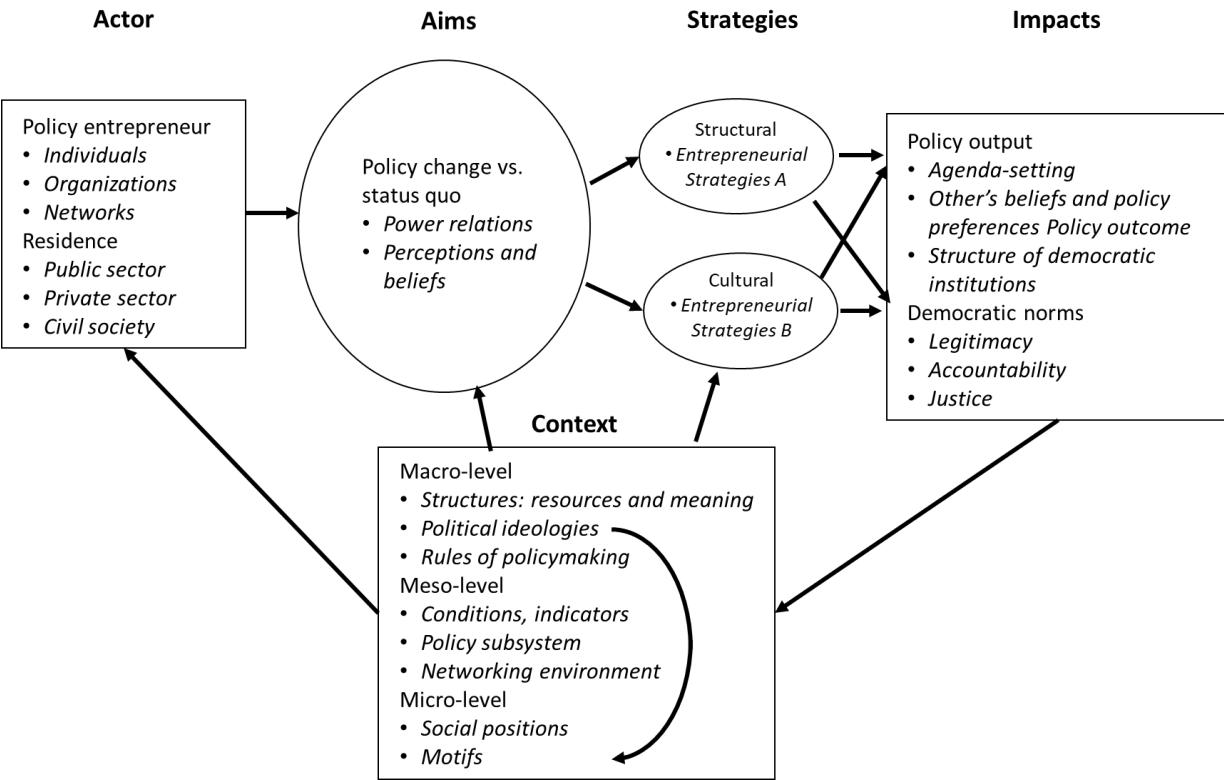 Actor
Aims
Strategies
Impacts
Policy entrepreneur
• Individuals
• Organizations
• Networks
Residence
• Public sector
• Private sector
• Civil society
Policy change vs.
status quo
• Power relations
• Perceptions and
beliefs
Structural
• Entrepreneurial
Strategies A
Cultural
• Entrepreneurial
Strategies B
Policy output
• Agenda-setting
• Other’s beliefs and policy
preferences Policy outcome
• Structure of democratic
institutions
Democratic norms
• Legitimacy
• Accountability
• Justice
Context
Macro-level
• Structures: resources and meaning
• Political ideologies
• Rules of policymaking
Meso-level
• Conditions, indicators
• Policy subsystem
• Networking environment
Micro-level
• Social positions
• Motifs